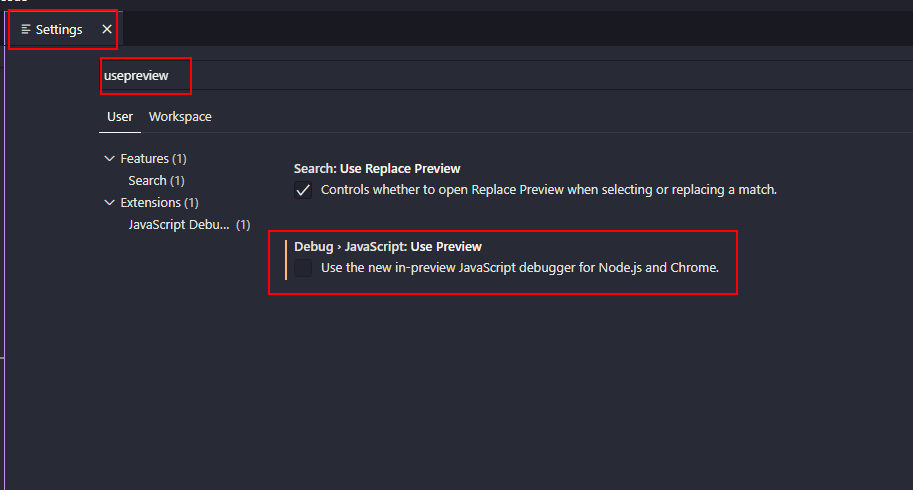 Settings
usepreview
User Workspace
Features (1)
Search (1)
Extensions (1)
JavaScript Debu... (1)
Search: Use Replace Preview
Controls whether to open Replace Preview when selecting or replacing a match.
Debug › JavaScript: Use Preview
Use the new in-preview JavaScript debugger for Node.js and Chrome.